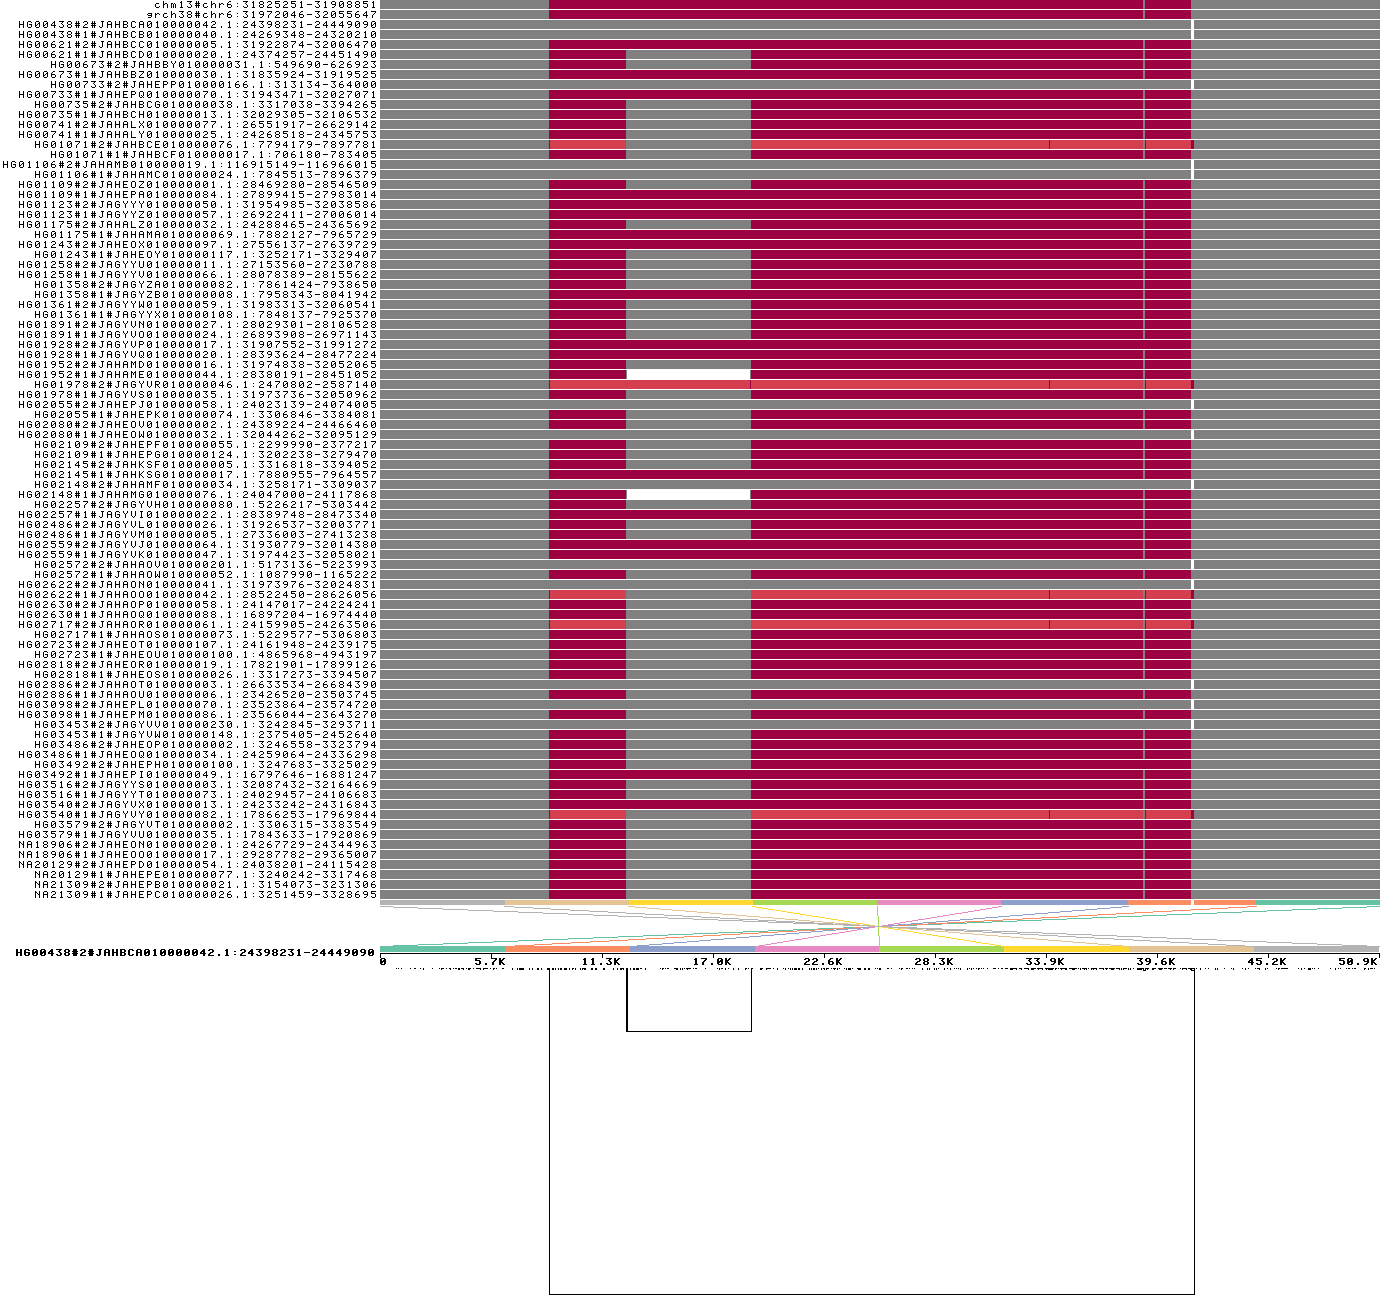 chm13#chr6:31825251-31908851
grch38#chr6:31972046-32055647
HG00438#2#JAHBCA010000042.1:24398231-24449090
HG00438#1#JAHBCB010000040.1:24269348-24320210
HG00621#2#JAHBCC010000005.1:31922874-32006470
HG00621#1#JAHBCD010000020.1:24374257-24451490
HG00673#2#JAHBBY010000031.1:549690-626923
HG00673#1#JAHBBZ010000030.1:31835924-31919525
HG00733#2#JAHEPP010000166.1:313134-364000
HG00733#1#JAHEPQ010000070.1:31943471-32027071
HG00735#2#JAHBCG010000038.1:3317038-3394265
HG00735#1#JAHBCH010000013.1:32029305-32106532
HG00741#2#JAHALX010000077.1:26551917-26629142
HG00741#1#JAHALY010000025.1:24268518-24345753
HG01071#2#JAHBCE010000076.1:7794179-7897781
HG01071#1#JAHBCF010000017.1:706180-783405
HG01106#2#JAHAMB010000019.1:116915149-116966015
HG01106#1#JAHAMC010000024.1:7845513-7896379
HG01109#2#JAHEOZ010000001.1:28469280-28546509
HG01109#1#JAHEPA010000084.1:27899415-27983014
HG01123#2#JAGYYY010000050.1:31954985-32038586
HG01123#1#JAGYYZ010000057.1:26922411-27006014
HG01175#2#JAHALZ010000032.1:24288465-24365692
HG01175#1#JAHAMA010000069.1:7882127-7965729
HG01243#2#JAHEOX010000097.1:27556137-27639729
HG01243#1#JAHEOY010000117.1:3252171-3329407
HG01258#2#JAGYYU010000011.1:27153560-27230788
HG01258#1#JAGYYV010000066.1:28078389-28155622
HG01358#2#JAGYZA010000082.1:7861424-7938650
HG01358#1#JAGYZB010000008.1:7958343-8041942
HG01361#2#JAGYYW010000059.1:31983313-32060541
HG01361#1#JAGYYX010000108.1:7848137-7925370
HG01891#2#JAGYVN010000027.1:28029301-28106528
HG01891#1#JAGYVO010000024.1:26893908-26971143
HG01928#2#JAGYVP010000017.1:31907552-31991272
HG01928#1#JAGYVQ010000020.1:28393624-28477224
HG01952#2#JAHAMD010000016.1:31974838-32052065
HG01952#1#JAHAME010000044.1:28380191-28451052
HG01978#2#JAGYVR010000046.1:2470802-2587140
HG01978#1#JAGYVS010000035.1:31973736-32050962
HG02055#2#JAHEPJ010000058.1:24023139-24074005
HG02055#1#JAHEPK010000074.1:3306846-3384081
HG02080#2#JAHEOV010000002.1:24389224-24466460
HG02080#1#JAHEOW010000032.1:32044262-32095129
HG02109#2#JAHEPF010000055.1:2299990-2377217
HG02109#1#JAHEPG010000124.1:3202238-3279470
HG02145#2#JAHKSF010000005.1:3316818-3394052
HG02145#1#JAHKSG010000017.1:7880955-7964557
HG02148#2#JAHAMF010000034.1:3258171-3309037
HG02148#1#JAHAMG010000076.1:24047000-24117868
HG02257#2#JAGYVH010000080.1:5226217-5303442
HG02257#1#JAGYVI010000022.1:28389748-28473340
HG02486#2#JAGYVL010000026.1:31926537-32003771
HG02486#1#JAGYVM010000005.1:27336003-27413238
HG02559#2#JAGYVJ010000064.1:31930779-32014380
HG02559#1#JAGYVK010000047.1:31974423-32058021
HG02572#2#JAHAOV010000201.1:5173136-5223993
HG02572#1#JAHAOW010000052.1:1087990-1165222
HG02622#2#JAHAON010000041.1:31973976-32024831
HG02622#1#JAHAOO010000042.1:28522450-28626056
HG02630#2#JAHAOP010000058.1:24147017-24224241
HG02630#1#JAHAOQ010000088.1:16897204-16974440
HG02717#2#JAHAOR010000061.1:24159905-24263506
HG02717#1#JAHAOS010000073.1:5229577-5306803
HG02723#2#JAHEOT010000107.1:24161948-24239175
HG02723#1#JAHEOU010000100.1:4865968-4943197
HG02818#2#JAHEOR010000019.1:17821901-17899126
HG02818#1#JAHEOS010000026.1:3317273-3394507
HG02886#2#JAHAOT010000003.1:26633534-26684390
HG02886#1#JAHAOU010000006.1:23426520-23503745
HG03098#2#JAHEPL010000070.1:23523864-23574720
HG03098#1#JAHEPM010000086.1:23566044-23643270
HG03453#2#JAGYVV010000230.1:3242845-3293711
HG03453#1#JAGYVW010000148.1:2375405-2452640
HG03486#2#JAHEOP010000002.1:3246558-3323794
HG03486#1#JAHEOQ010000034.1:24259064-24336298
HG03492#2#JAHEPH010000100.1:3247683-3325029
HG03492#1#JAHEPI010000049.1:16797646-16881247
HG03516#2#JAGYYS010000003.1:32087432-32164669
HG03516#1#JAGYYT010000073.1:24029457-24106683
HG03540#2#JAGYVX010000013.1:24233242-24316843
HG03540#1#JAGYVY010000082.1:17866253-17969844
HG03579#2#JAGYVT010000002.1:3306315-3383549
HG03579#1#JAGYVU010000035.1:17843633-17920869
NA18906#2#JAHEON010000020.1:24267729-24344963
NA18906#1#JAHEOO010000017.1:29287782-29365007
NA20129#2#JAHEPD010000054.1:24038201-24115428
NA20129#1#JAHEPE010000077.1:3240242-3317468
NA21309#2#JAHEPB010000021.1:3154073-3231306
NA21309#1#JAHEPC010000026.1:3251459-3328695
HG00438#2#JAHBCA010000042.1:24398231-24449090
0 5.7K 11.3K 17.0K 22.6K 28.3K 33.9K 39.6K 45.2K 50.9K